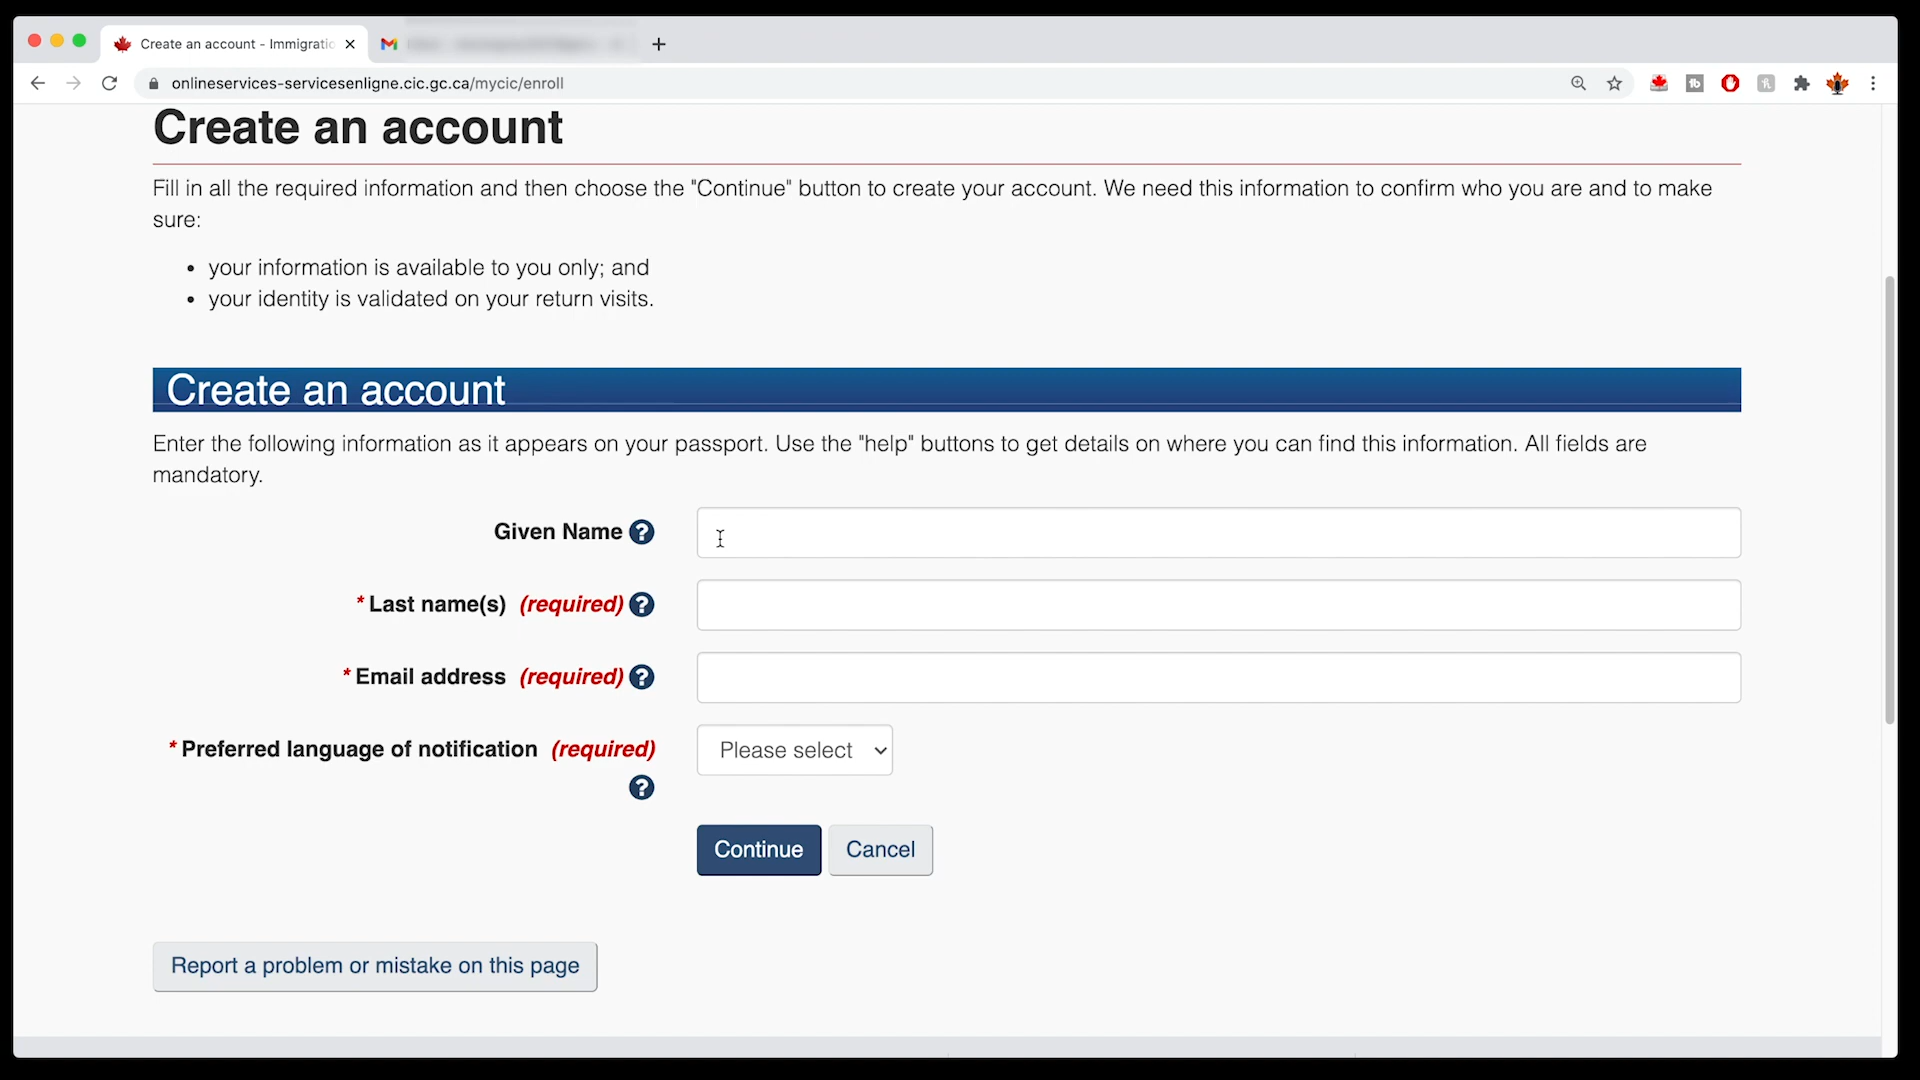 Create an account - Immigratic
onlineservices-servicesenligne.cic.gc.ca/mycic/enroll
Create an account
Fill in all the required information and then choose the "Continue" button to create your account. We need this information to confirm who you are and to make
sure:
• your information is available to you only; and
• your identity is validated on your return visits.
Create an account
Enter the following information as it appears on your passport. Use the "help" buttons to get details on where you can find this information. All fields are
mandatory.
Given Name ?
* Last name(s) (required) ?
* Email address (required) ?
* Preferred language of notification (required) Please select
?
Continue Cancel
Report a problem or mistake on this page